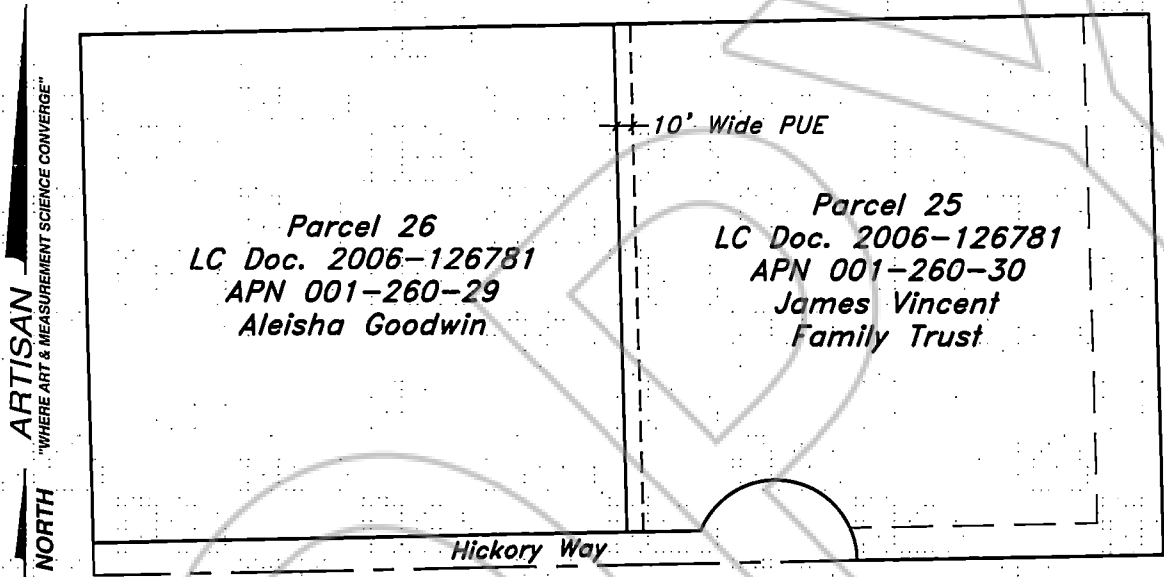 ARTISAN
"WHERE ART & MEASUREMENT SCIENCE CONVERGE"
NORTH
10' Wide PUE
Parcel 26
LC Doc. 2006-126781
APN 001-260-29
Aleisha Goodwin
Parcel 25
LC Doc. 2006-126781
APN 001-260-30
James Vincent
Family Trust
Hickory Way